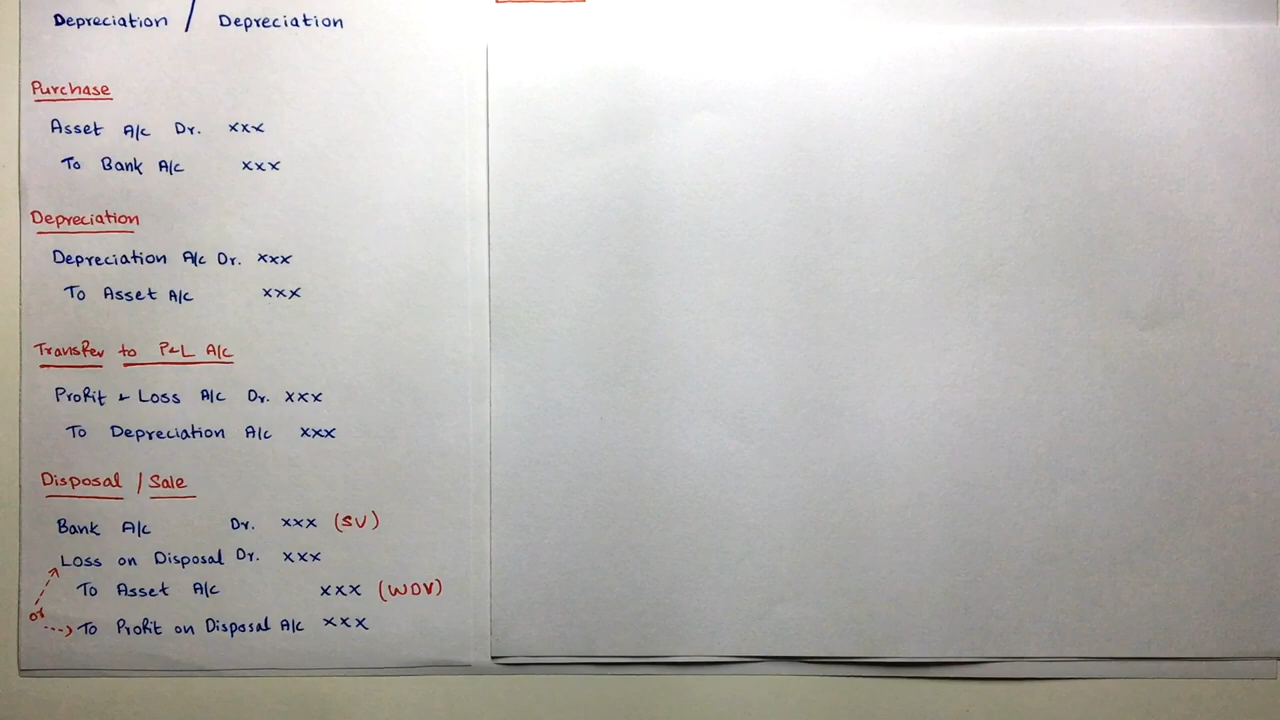 Depreciation / Depreciation
Purchase
Asset A/c Dr. xxx
To Bank A/c xxx
Depreciation
Depreciation A/c Dr. xxx
To Asset A/c xxx
Transfer to P&L A/c
Profit & Loss A/c Dr. xxx
To Depreciation A/c xxx
Disposal / Sale
Bank A/c Dr. xxx (SV)
Loss on Disposal Dr. xxx
To Asset A/c xxx (WDV)
or
To Profit on Disposal A/c xxx